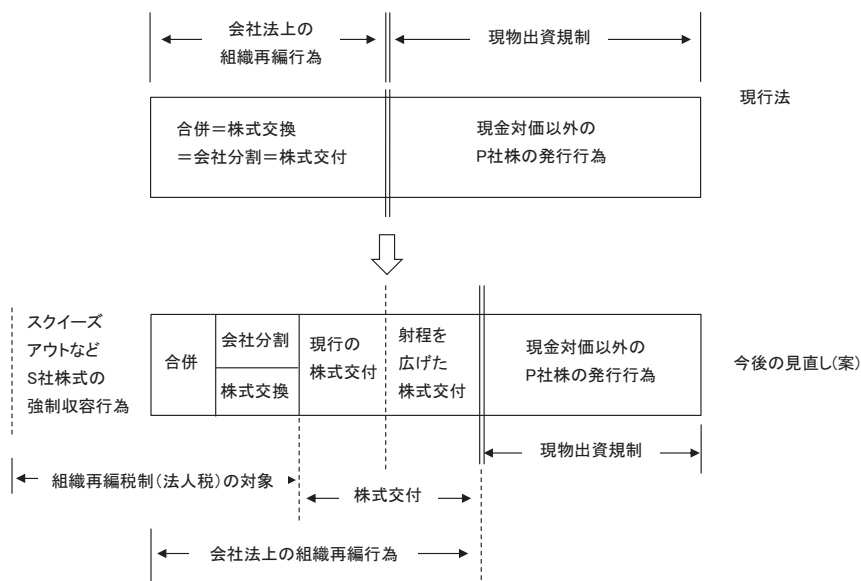 会社法上の
組織再編行為
現物出資規制
現行法
合併＝株式交換
＝会社分割＝株式交付
現金対価以外の
P社株の発行行為
スクイーズ
アウトなど
S社株式の
強制収容行為
合併
会社分割
株式交換
現行の
株式交付
射程を
広げた
株式交付
現金対価以外の
P社株の発行行為
今後の見直し(案)
現物出資規制
組織再編税制(法人税)の対象
株式交付
会社法上の組織再編行為